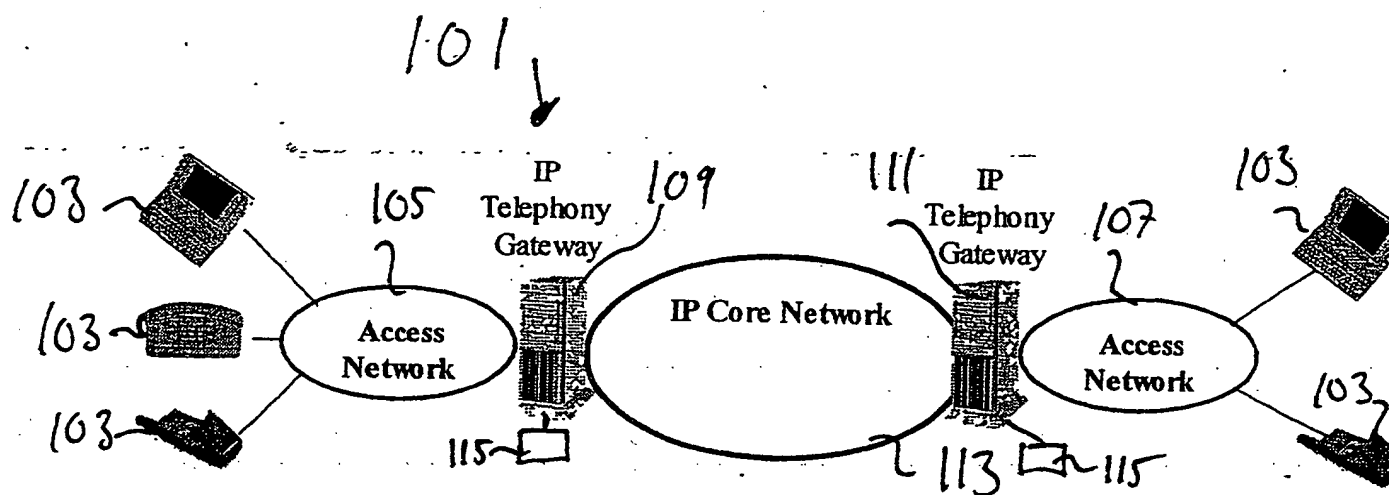 101
IP
Telephony
Gateway
109
111
IP
Telephony
Gateway
103
105
107
103
103
Access
Network
IP Core Network
Access
Network
103
115
113
115
103